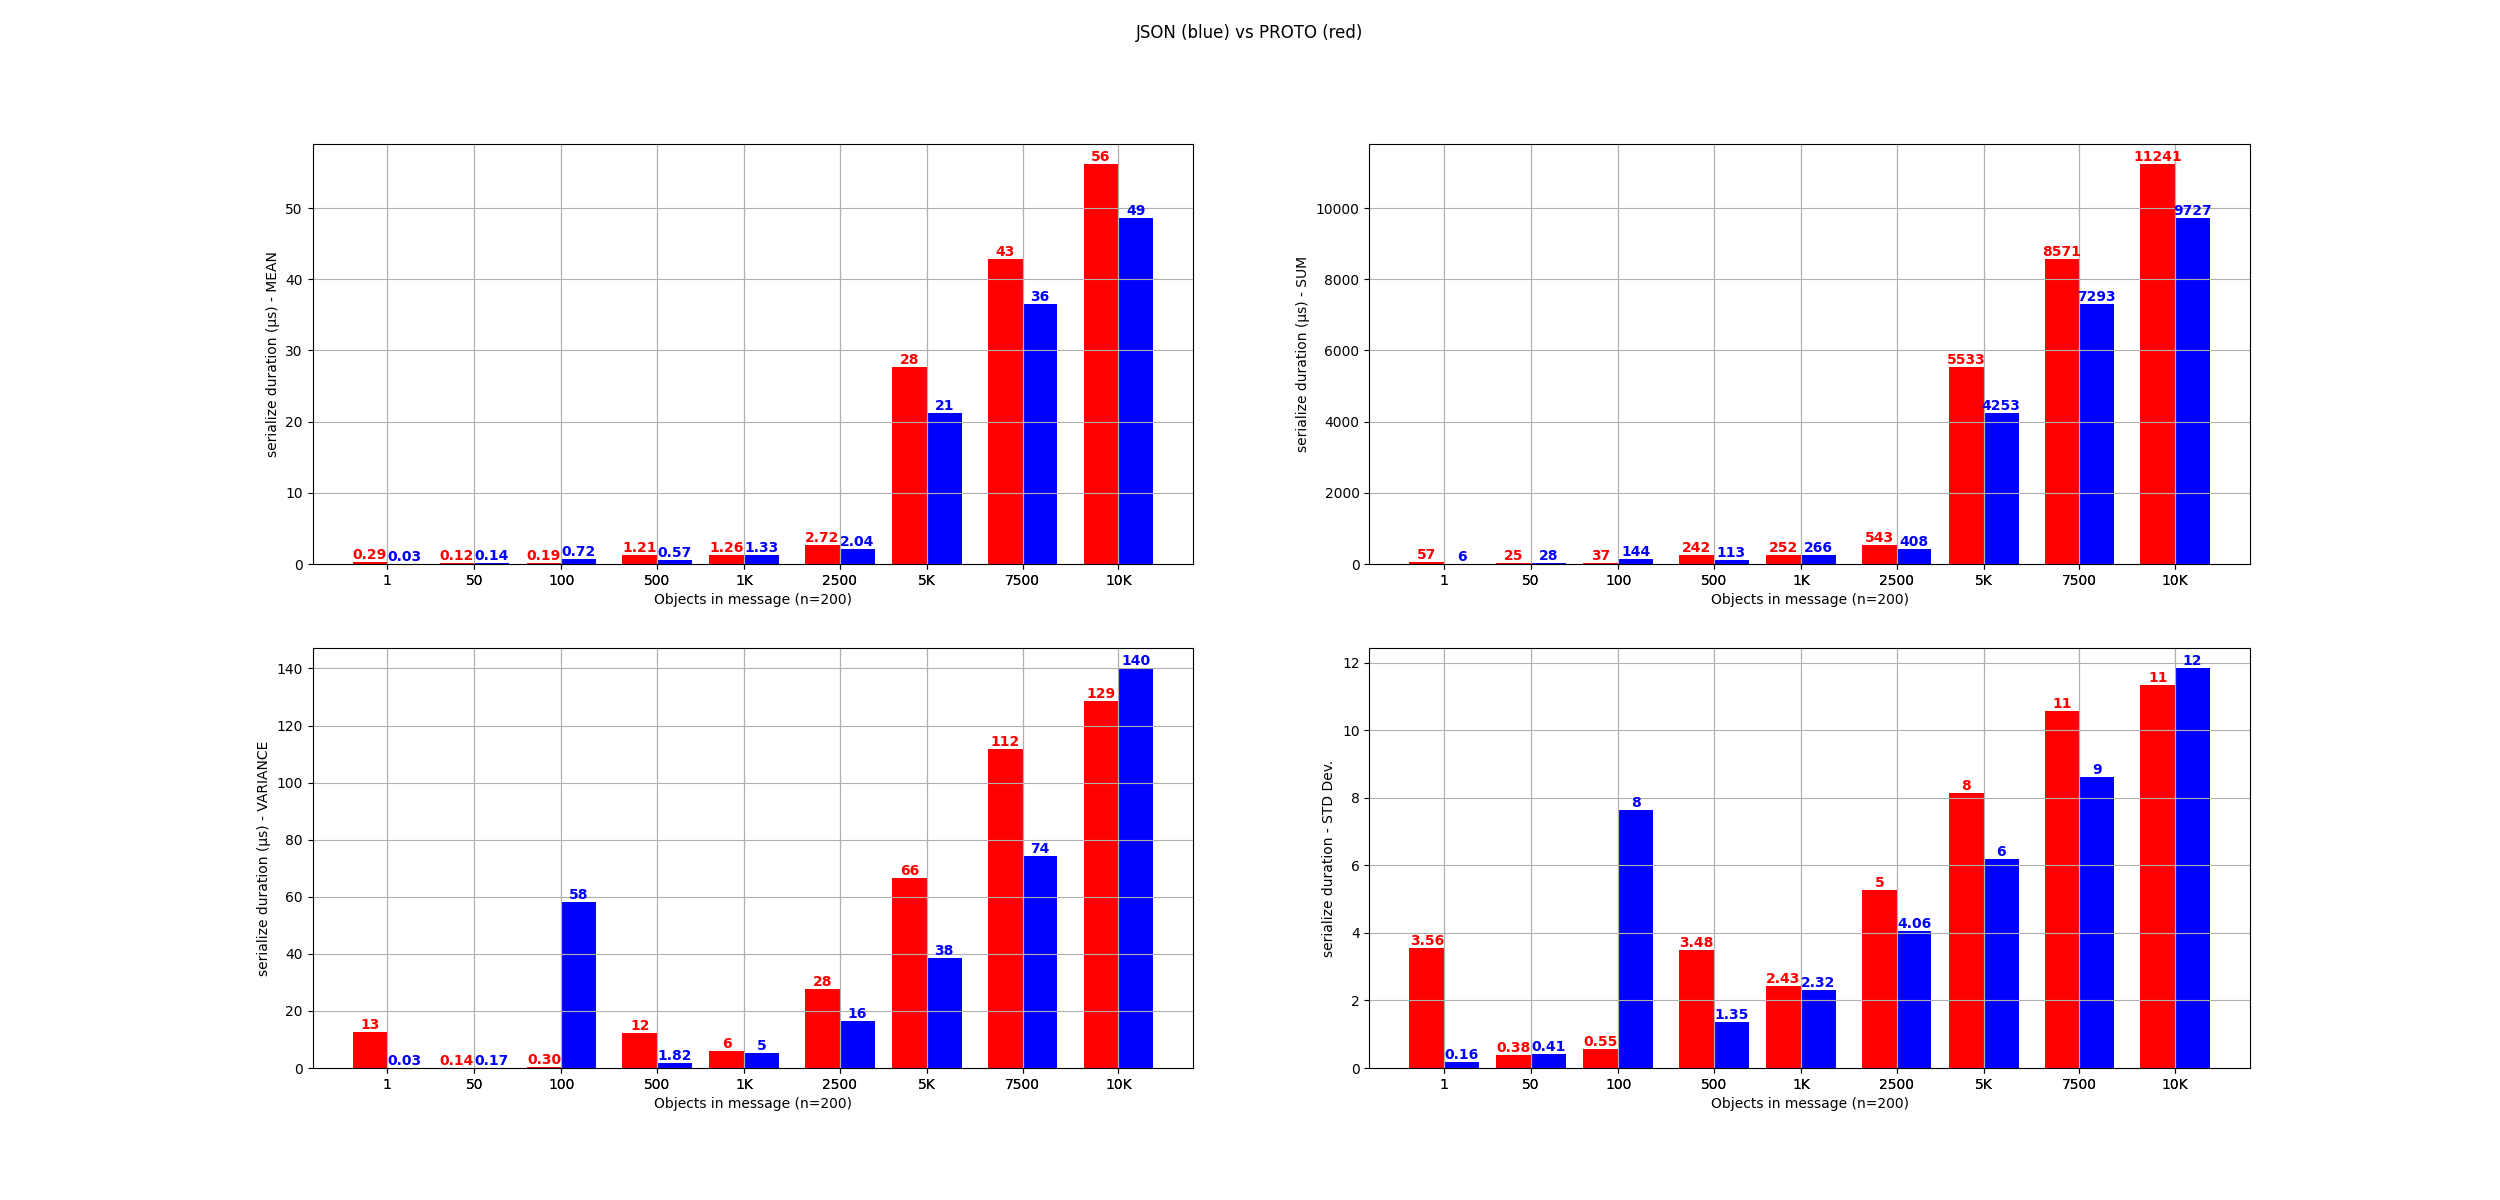 JSON (blue) vs PROTO (red)
serialize duration (µs) - MEAN
50
40
30
20
10
0
0.29 0.03 0.12 0.14 0.19 0.72 1.21 0.57 1.26 1.33 2.72 2.04 28 21 43 36 56 49
1 50 100 500 1K 2500 5K 7500 10K
Objects in message (n=200)
serialize duration (µs) - SUM
10000
8000
6000
4000
2000
0
57 6 25 28 37 144 242 113 252 266 543 408 5533 4253 8571 7293 11241 9727
1 50 100 500 1K 2500 5K 7500 10K
Objects in message (n=200)
serialize duration (µs) - VARIANCE
140
120
100
80
60
40
20
0
13 0.03 0.14 0.17 0.30 58 12 1.82 6 5 28 16 66 38 112 74 129 140
1 50 100 500 1K 2500 5K 7500 10K
Objects in message (n=200)
serialize duration - STD Dev.
12
10
8
6
4
2
0
3.56 0.16 0.38 0.41 0.55 8 3.48 1.35 2.43 2.32 5 4.06 8 6 11 9 11 12
1 50 100 500 1K 2500 5K 7500 10K
Objects in message (n=200)